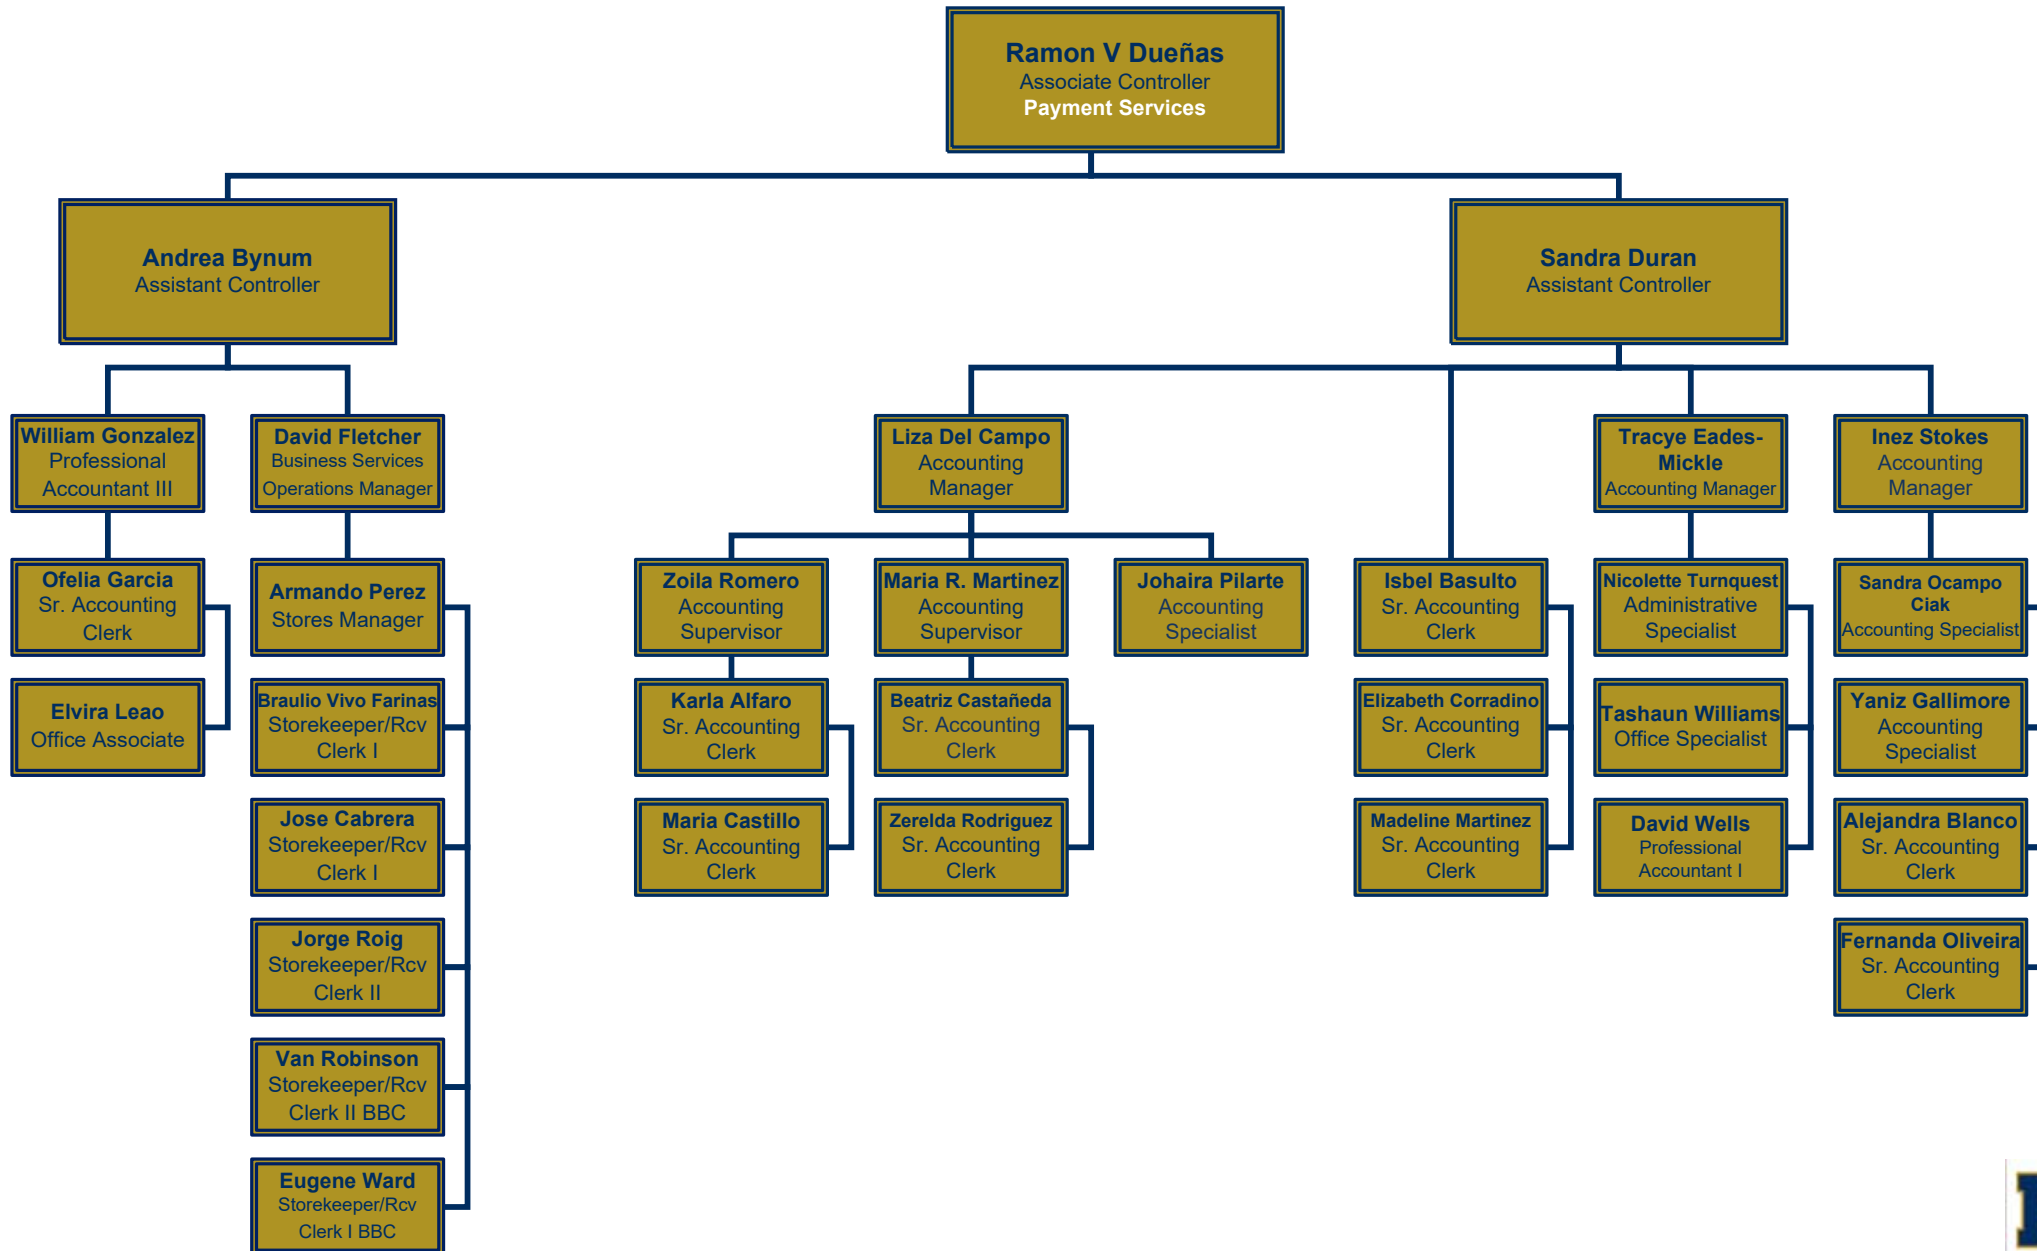 Ramon V Dueñas
Associate Controller
Payment Services
Andrea Bynum
Assistant Controller
Sandra Duran
Assistant Controller
William Gonzalez
Professional
Accountant III
David Fletcher
Business Services
Operations Manager
Liza Del Campo
Accounting
Manager
Tracye Eades-
Mickle
Accounting Manager
Inez Stokes
Accounting
Manager
Ofelia Garcia
Sr. Accounting
Clerk
Armando Perez
Stores Manager
Zoila Romero
Accounting
Supervisor
Maria R. Martinez
Accounting
Supervisor
Johaira Pilarte
Accounting
Specialist
Isbel Basulto
Sr. Accounting
Clerk
Nicolette Turnquest
Administrative
Specialist
Sandra Ocampo
Ciak
Accounting Specialist
Elvira Leao
Office Associate
Braulio Vivo Farinas
Storekeeper/Rcv
Clerk I
Karla Alfaro
Sr. Accounting
Clerk
Beatriz Castañeda
Sr. Accounting
Clerk
Elizabeth Corradino
Sr. Accounting
Clerk
Tashaun Williams
Office Specialist
Yaniz Gallimore
Accounting
Specialist
Jose Cabrera
Storekeeper/Rcv
Clerk I
Maria Castillo
Sr. Accounting
Clerk
Zerelda Rodriguez
Sr. Accounting
Clerk
Madeline Martinez
Sr. Accounting
Clerk
David Wells
Professional
Accountant I
Alejandra Blanco
Sr. Accounting
Clerk
Jorge Roig
Storekeeper/Rcv
Clerk II
Fernanda Oliveira
Sr. Accounting
Clerk
Van Robinson
Storekeeper/Rcv
Clerk II BBC
Eugene Ward
Storekeeper/Rcv
Clerk I BBC